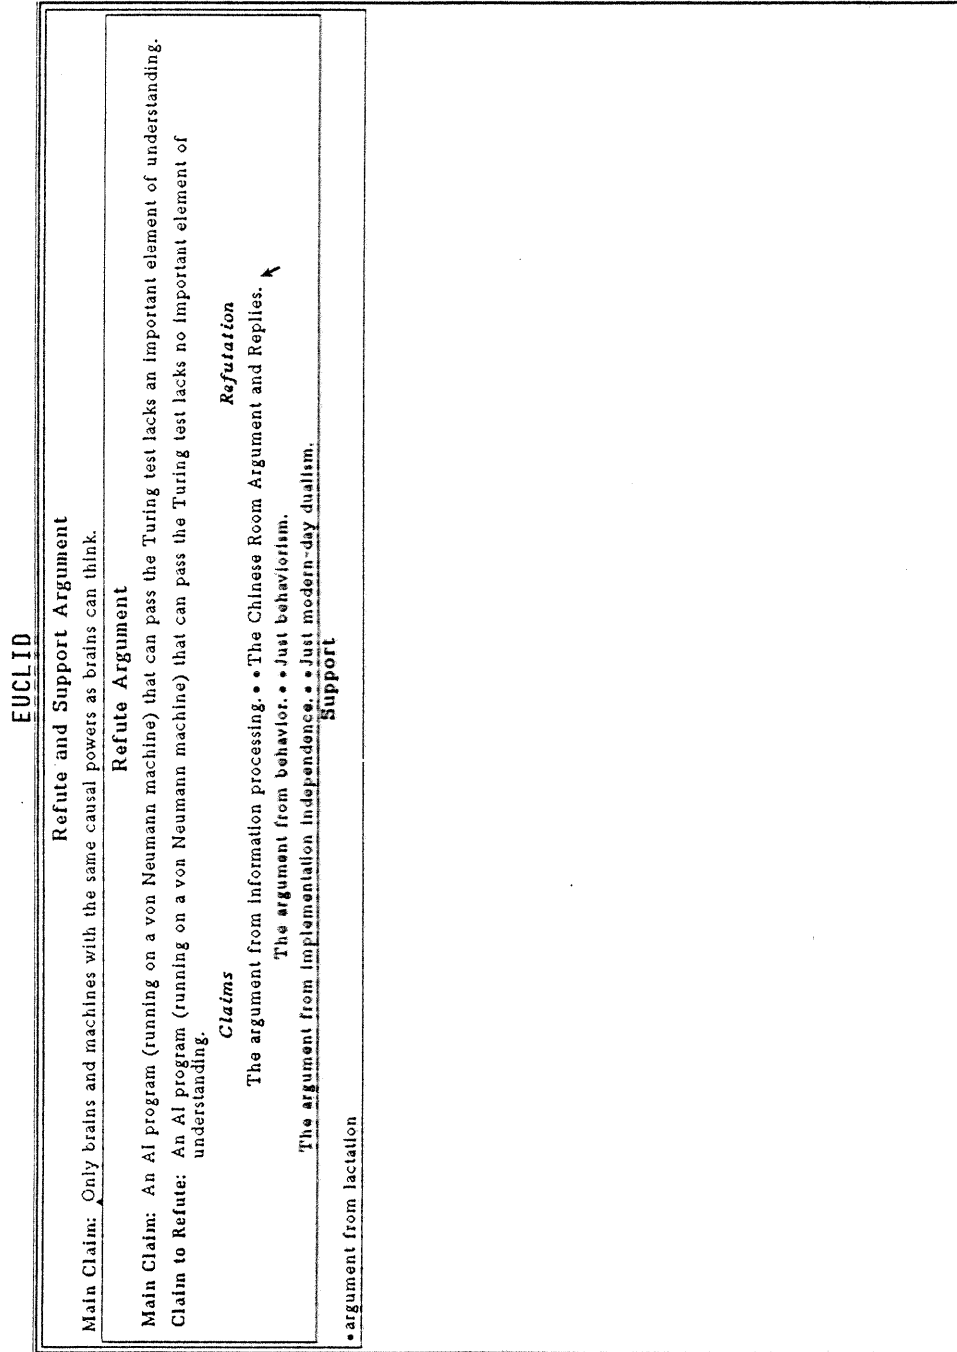 EUCLID
Refute and Support Argument
Main Claim: Only brains and machines with the same causal powers as brains can think.
Refute Argument
Main Claim: An AI program (running on a von Neumann machine) that can pass the Turing test lacks an important element of understanding.
Claim to Refute: An AI program (running on a von Neumann machine) that can pass the Turing test lacks no important element of
understanding.
Claims Refutation
The argument from information processing. • • The Chinese Room Argument and Replies.
The argument from behavior. • • Just behaviorism.
The argument from implementation independence. • • Just modern-day dualism.
Support
• argument from lactation